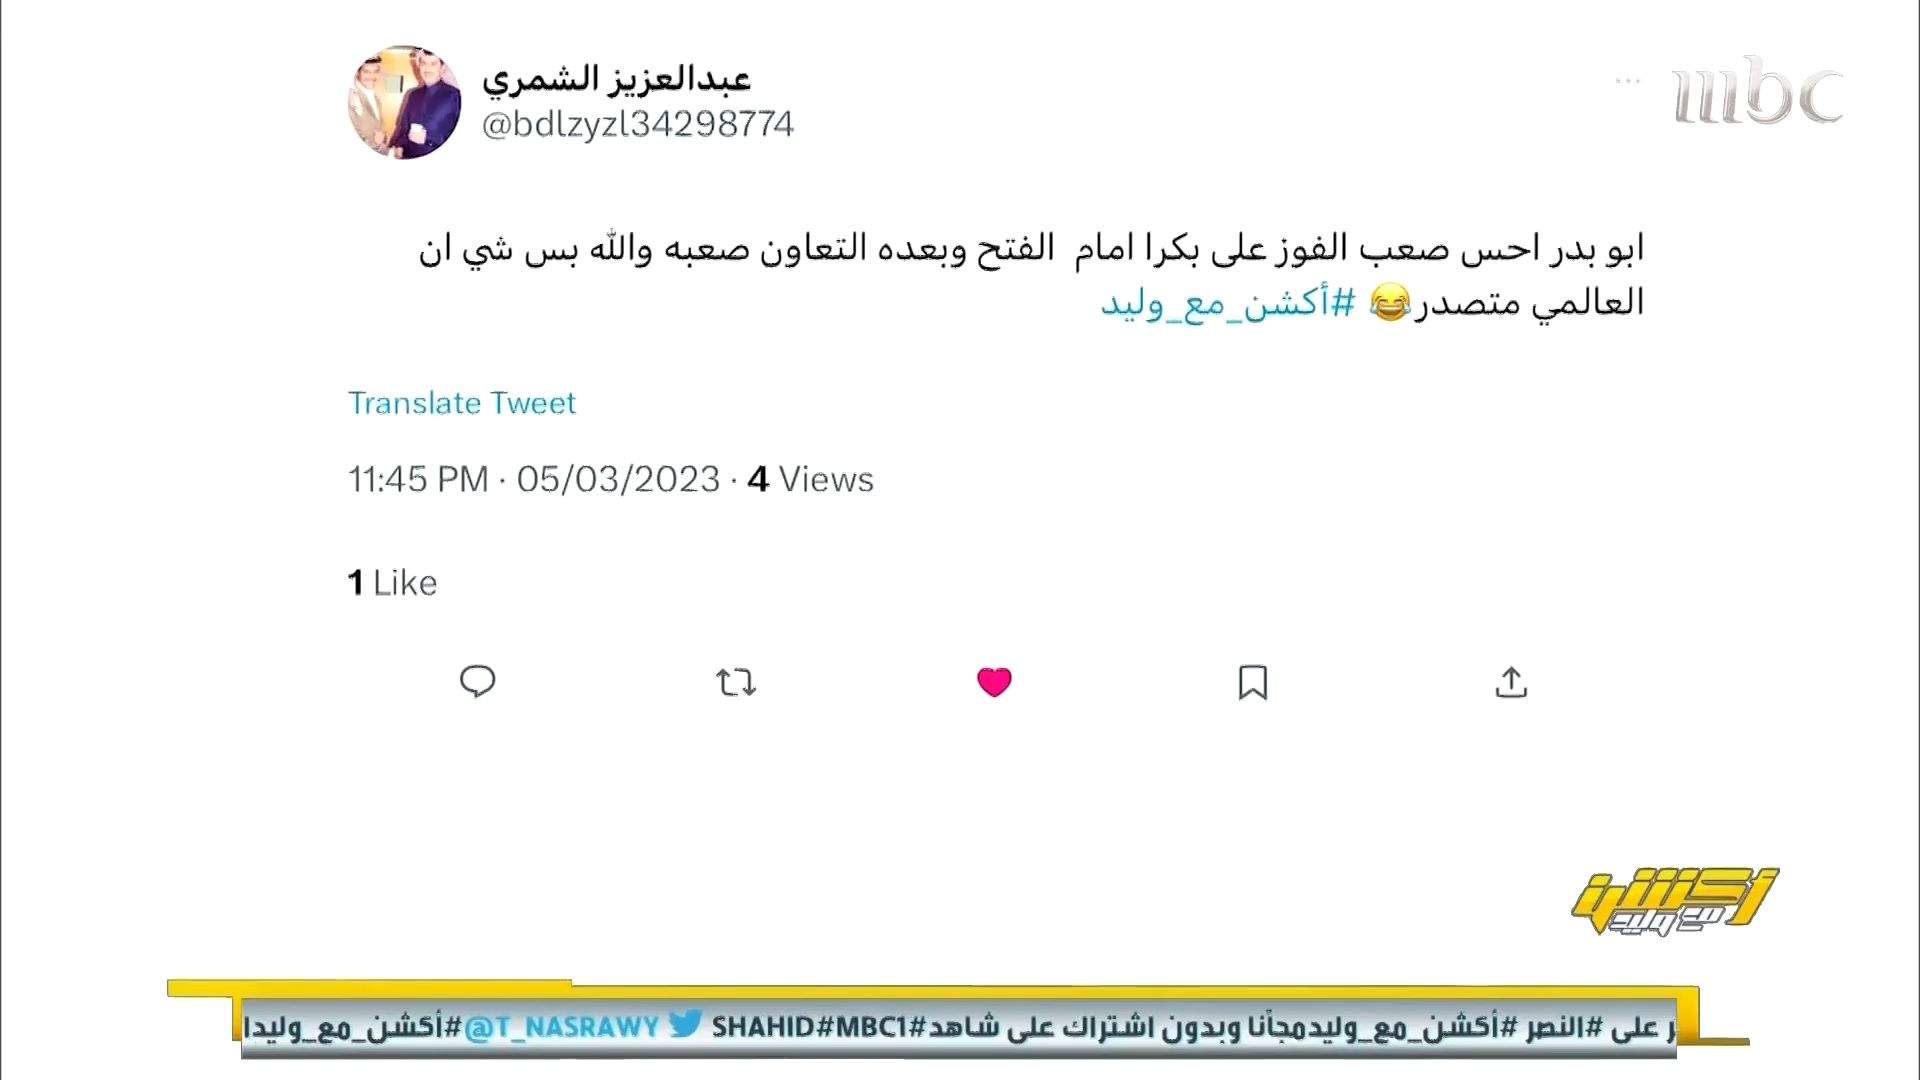 عبدالعزيز الشمري
@bdlzyzl34298774
mbc
ابو بدر احس صعب الفوز على بكرا امام الفتح وبعده التعاون صعبه والله بس شي ان
العالمي متصدر😂 #أكشن_مع_وليد
Translate Tweet
11:45 PM · 05/03/2023 · 4 Views
1 Like
أكشن
مع وليد
ر على #النصر #أكشن_مع_وليدمجاًنا وبدون اشتراك على شاهد#SHAHID#MBC1 @T_NASRAWY#أكشن_مع_وليدا